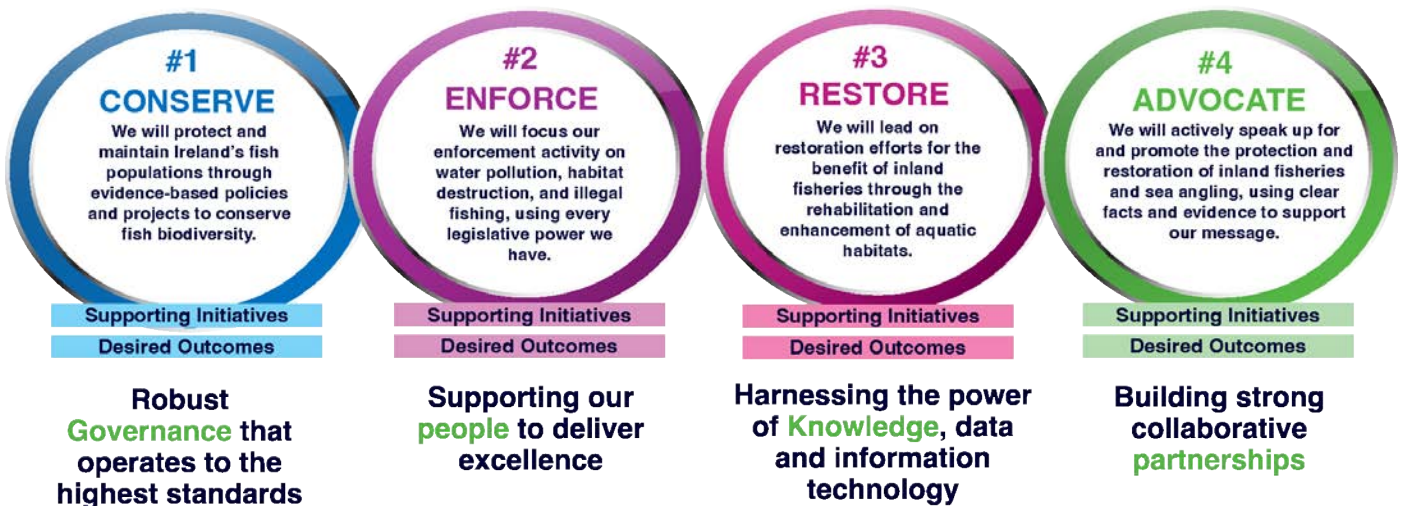 #1
CONSERVE
We will protect and
maintain Ireland's fish
populations through
evidence-based policies
and projects to conserve
fish biodiversity.
Supporting Initiatives
Desired Outcomes
Robust
Governance that
operates to the
highest standards
#2
ENFORCE
We will focus our
enforcement activity on
water pollution, habitat
destruction, and illegal
fishing, using every
legislative power we
have.
Supporting Initiatives
Desired Outcomes
Supporting our
people to deliver
excellence
#3
RESTORE
We will lead on
restoration efforts for the
benefit of inland
fisheries through the
rehabilitation and
enhancement of aquatic
habitats.
Supporting Initiatives
Desired Outcomes
Harnessing the power
of Knowledge, data
and information
technology
#4
ADVOCATE
We will actively speak up for
and promote the protection and
restoration of inland fisheries
and sea angling, using clear
facts and evidence to support
our message.
Supporting Initiatives
Desired Outcomes
Building strong
collaborative
partnerships